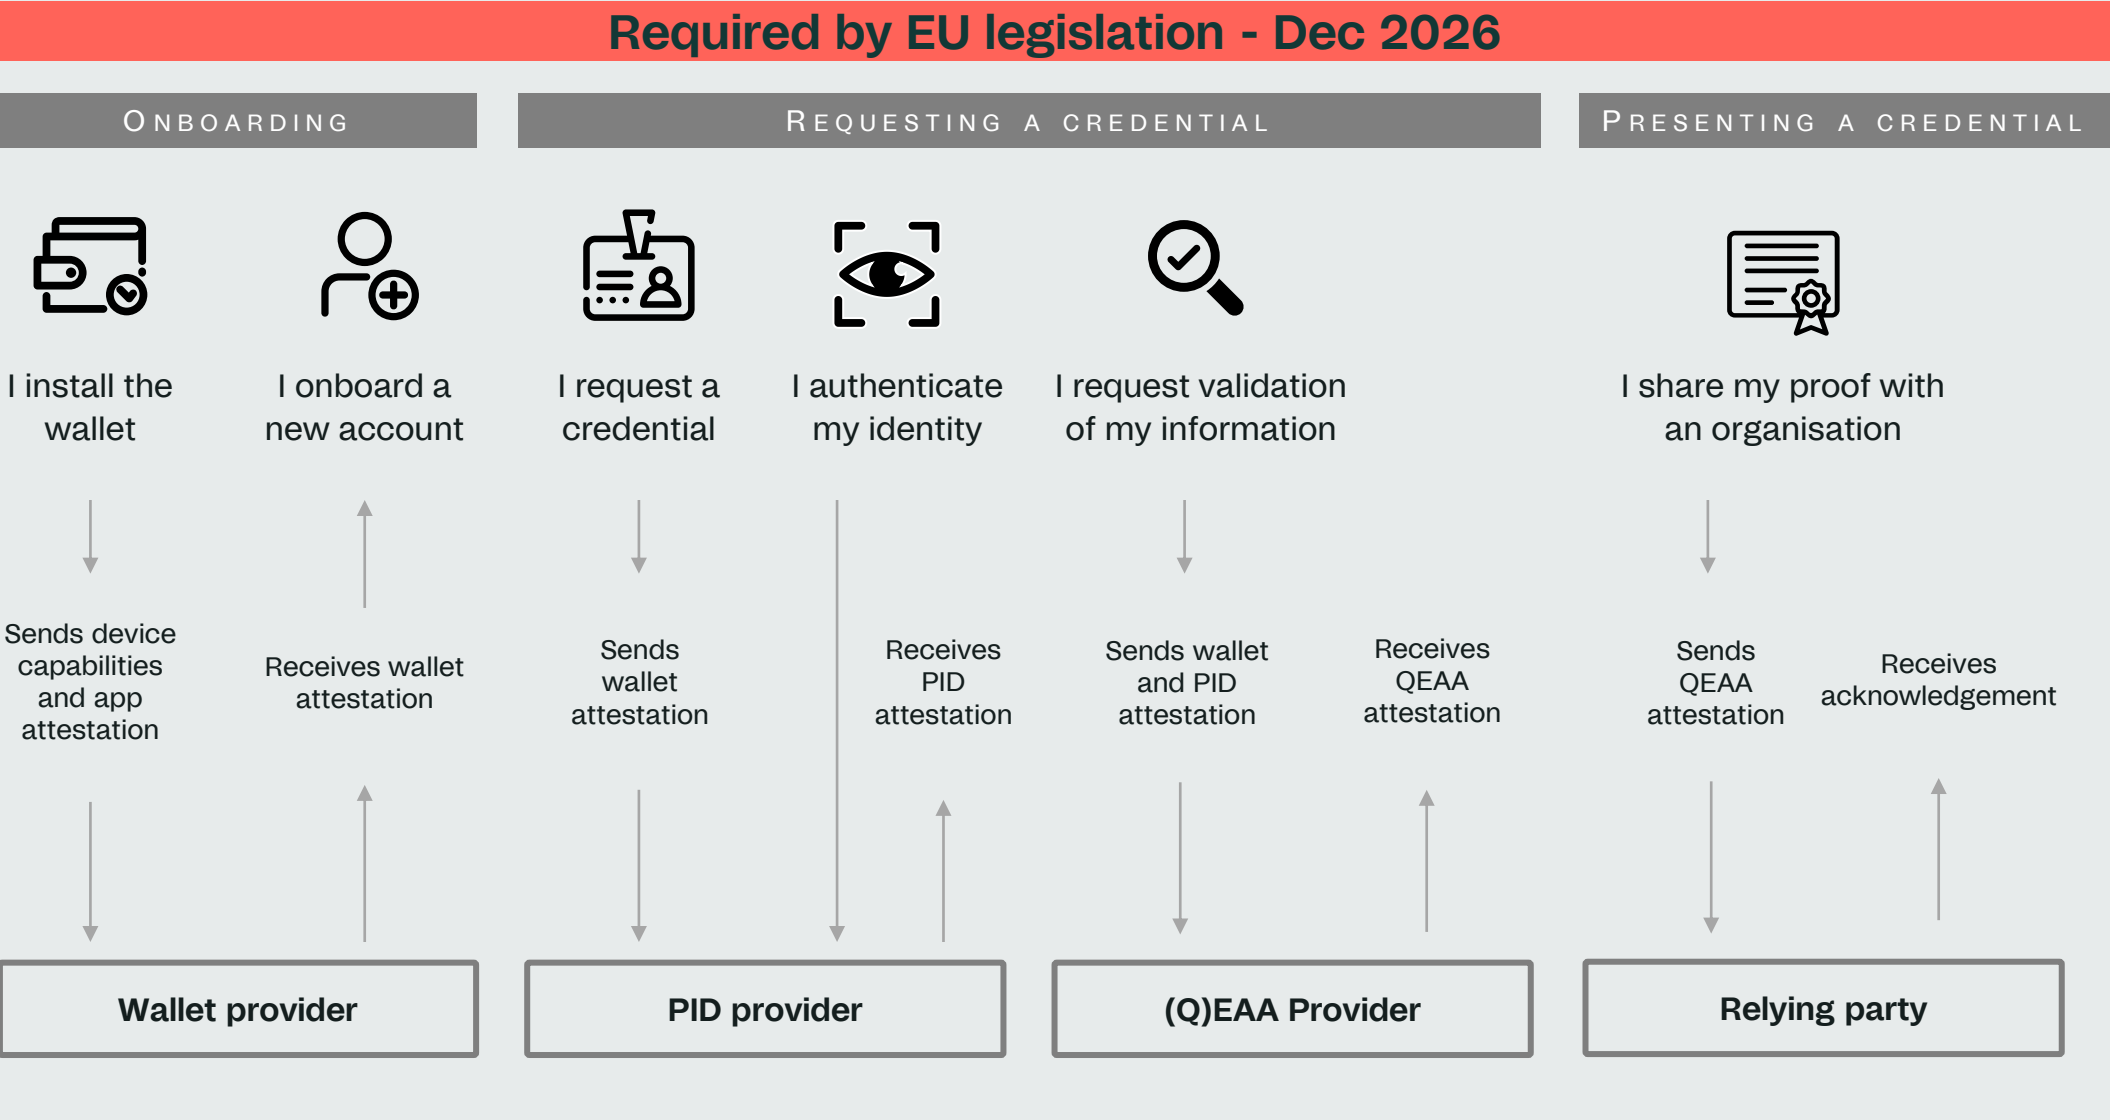 Required by EU legislation - Dec 2026
ONBOARDING
REQUESTING A CREDENTIAL
PRESENTING A CREDENTIAL
I install the
wallet
I onboard a
new account
I request a
credential
I authenticate
my identity
I request validation
of my information
I share my proof with
an organisation
Sends device
capabilities
and app
attestation
Receives wallet
attestation
Sends
wallet
attestation
Receives
PID
attestation
Sends wallet
and PID
attestation
Receives
QEAA
attestation
Sends
QEAA
attestation
Receives
acknowledgement
Wallet provider
PID provider
(Q)EAA Provider
Relying party